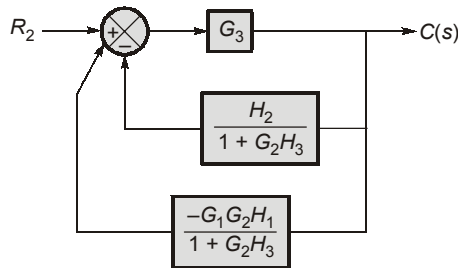 R₂ + − G₃ C(s)
H₂
1 + G₂H₃
−G₁G₂H₁
1 + G₂H₃